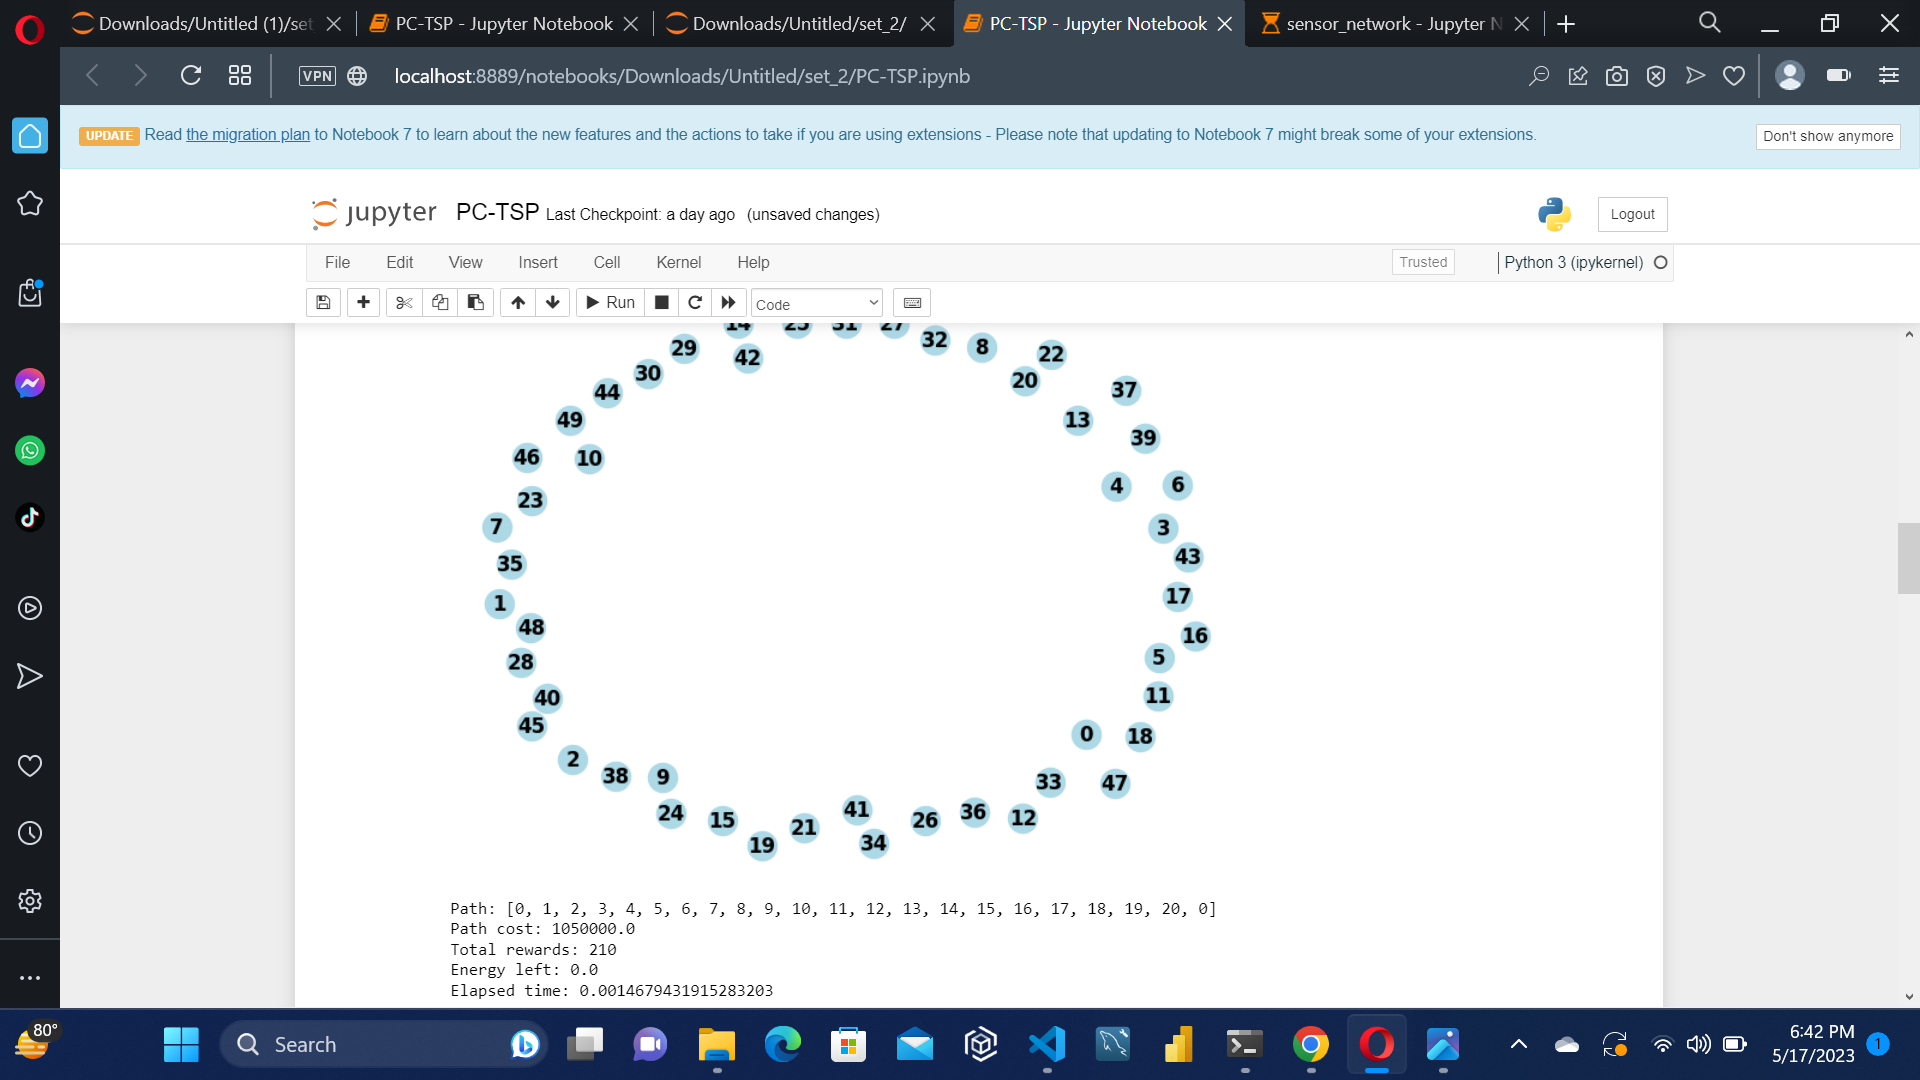 Downloads/Untitled (1)/set
PC-TSP - Jupyter Notebook
Downloads/Untitled/set_2/
PC-TSP - Jupyter Notebook
sensor_network - Jupyter N
VPN
localhost:8889/notebooks/Downloads/Untitled/set_2/PC-TSP.ipynb
UPDATE Read the migration plan to Notebook 7 to learn about the new features and the actions to take if you are using extensions - Please note that updating to Notebook 7 might break some of your extensions.
Don't show anymore
jupyter PC-TSP Last Checkpoint: a day ago (unsaved changes)
Logout
File Edit View Insert Cell Kernel Help
Trusted
Python 3 (ipykernel)
Run
Code
14 25 31 27
32 8
29 42 22
30 20
44 37
49 13
39
46 10
4 6
23
7 3
35 43
1 17
48 16
28 5
40 11
45 0 18
2
38 9 33 47
24 15 41 26 36 12
19 21 34
Path: [0, 1, 2, 3, 4, 5, 6, 7, 8, 9, 10, 11, 12, 13, 14, 15, 16, 17, 18, 19, 20, 0]
Path cost: 1050000.0
Total rewards: 210
Energy left: 0.0
Elapsed time: 0.0014679431915283203
80°
Search
6:42 PM
5/17/2023
1